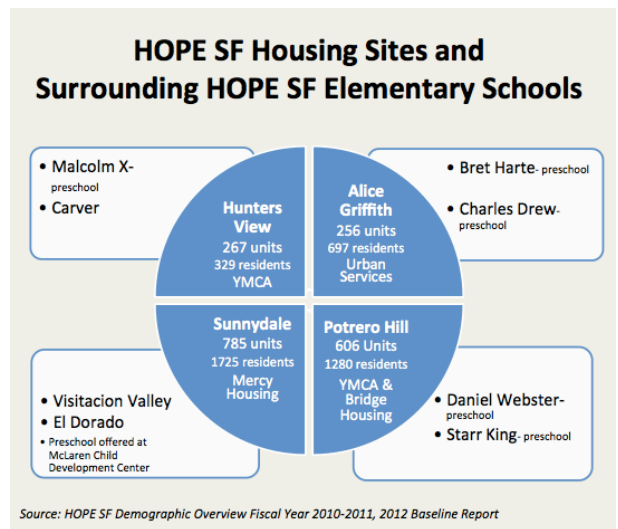 HOPE SF Housing Sites and
Surrounding HOPE SF Elementary Schools
• Malcolm X-
preschool
• Carver
Hunters
View
267 units
329 residents
YMCA
Alice
Griffith
256 units
697 residents
Urban
Services
• Bret Harte- preschool
• Charles Drew-
preschool
• Visitacion Valley
• El Dorado
• Preschool offered at
McLaren Child
Development Center
Sunnydale
785 units
1725 residents
Mercy
Housing
Potrero Hill
606 Units
1280 residents
YMCA &
Bridge
Housing
• Daniel Webster-
preschool
• Starr King- preschool
Source: HOPE SF Demographic Overview Fiscal Year 2010-2011, 2012 Baseline Report